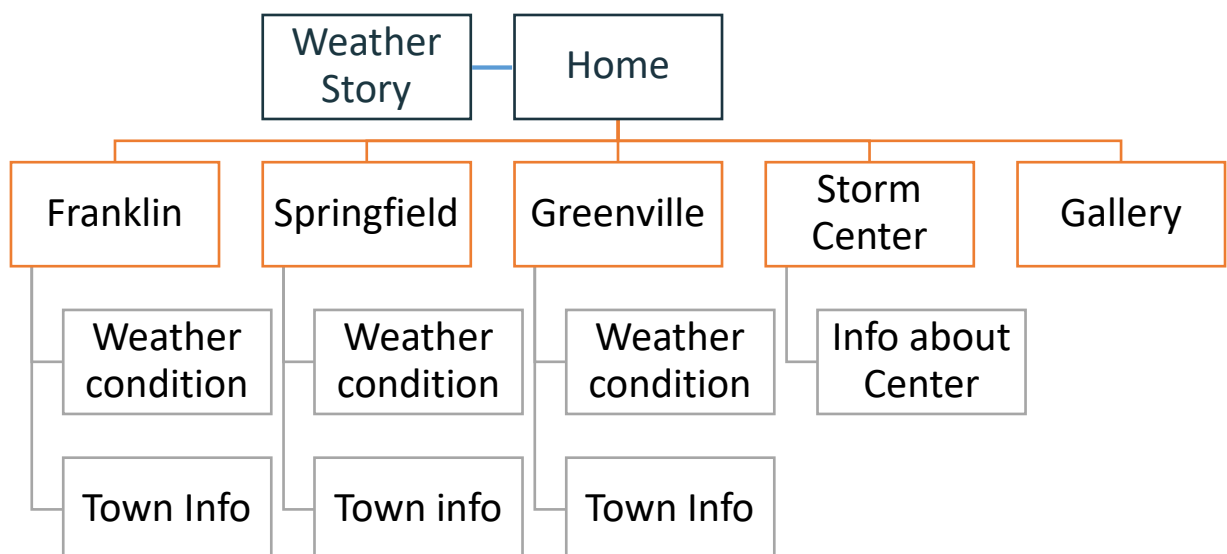 Weather
Story
Home
Franklin
Springfield
Greenville
Storm
Center
Gallery
Weather
condition
Weather
condition
Weather
condition
Info about
Center
Town Info
Town info
Town Info